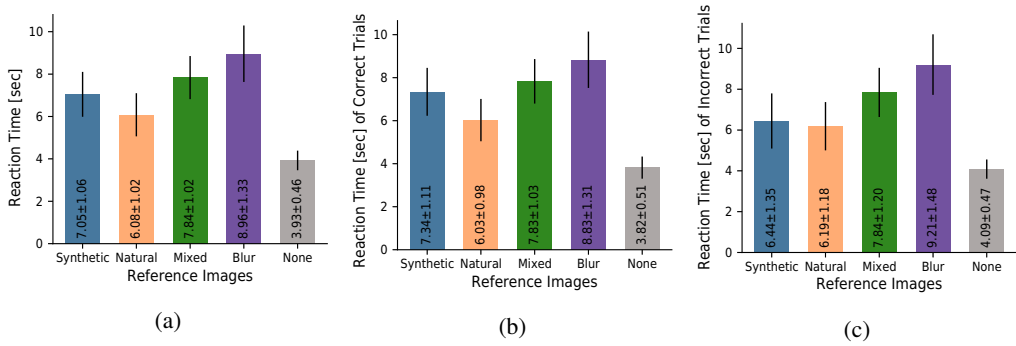 Reaction Time [sec]
10
8
6
4
2
0
7.05±1.06
6.08±1.02
7.84±1.02
8.96±1.33
3.93±0.46
Synthetic Natural Mixed Blur None
Reference Images
(a)
Reaction Time [sec] of Correct Trials
10
8
6
4
2
0
7.34±1.11
6.03±0.98
7.83±1.03
8.83±1.31
3.82±0.51
Synthetic Natural Mixed Blur None
Reference Images
(b)
Reaction Time [sec] of Incorrect Trials
10
8
6
4
2
0
6.44±1.35
6.19±1.18
7.84±1.20
9.21±1.48
4.09±0.47
Synthetic Natural Mixed Blur None
Reference Images
(c)